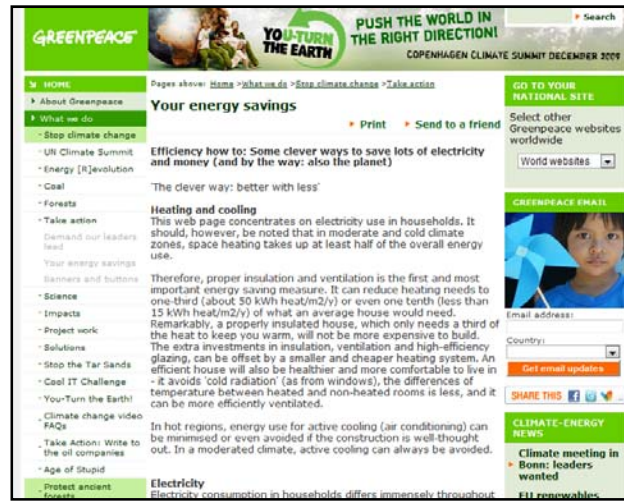 GREENPEACE
YOU-TURN
THE EARTH
PUSH THE WORLD IN
THE RIGHT DIRECTION!
COPENHAGEN CLIMATE SUMMIT DECEMBER 2009
Search
HOME
About Greenpeace
What we do
Stop climate change
UN Climate Summit
Energy [R]evolution
Coal
Forests
Take action
Demand our leaders
lead
Your energy savings
Banners and buttons
Science
Impacts
Project work
Solutions
Stop the Tar Sands
Cool IT Challenge
You-Turn the Earth!
Climate change video
FAQs
Take Action: Write to
the oil companies
Age of Stupid
Protect ancient
forests
Pages above: Home >What we do >Stop climate change >Take action
Your energy savings
Print Send to a friend
Efficiency how to: Some clever ways to save lots of electricity
and money (and by the way: also the planet)
'The clever way: better with less'
Heating and cooling
This web page concentrates on electricity use in households. It
should, however, be noted that in moderate and cold climate
zones, space heating takes up at least half of the overall energy
use.
Therefore, proper insulation and ventilation is the first and most
important energy saving measure. It can reduce heating needs to
one-third (about 50 kWh heat/m2/y) or even one tenth (less than
15 kWh heat/m2/y) of what an average house would need.
Remarkably, a properly insulated house, which only needs a third of
the heat to keep you warm, will not be more expensive to build.
The extra investments in insulation, ventilation and high-efficiency
glazing, can be offset by a smaller and cheaper heating system. An
efficient house will also be healthier and more comfortable to live in
- it avoids 'cold radiation' (as from windows), the differences of
temperature between heated and non-heated rooms is less, and it
can be more efficiently ventilated.
In hot regions, energy use for active cooling (air conditioning) can
be minimised or even avoided if the construction is well-thought
out. In a moderated climate, active cooling can always be avoided.
Electricity
Electricity consumption in households differs immensely throughout
GO TO YOUR
NATIONAL SITE
Select other
Greenpeace websites
worldwide
World websites
GREENPEACE EMAIL
Email address:
Country:
Get email updates
SHARE THIS
CLIMATE-ENERGY
NEWS
Climate meeting in
Bonn: leaders
wanted
EU renewables